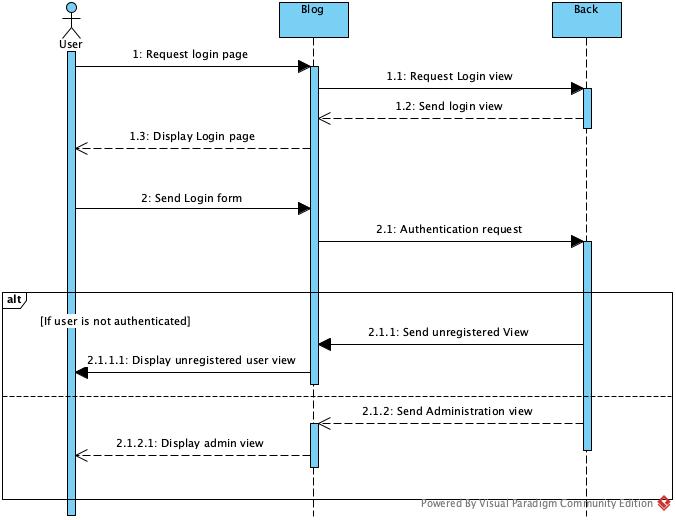 Blog
Back
User
1: Request login page
1.1: Request Login view
1.2: Send login view
1.3: Display Login page
2: Send Login form
2.1: Authentication request
alt
[If user is not authenticated]
2.1.1: Send unregistered View
2.1.1.1: Display unregistered user view
2.1.2: Send Administration view
2.1.2.1: Display admin view
Powered By Visual Paradigm Community Edition